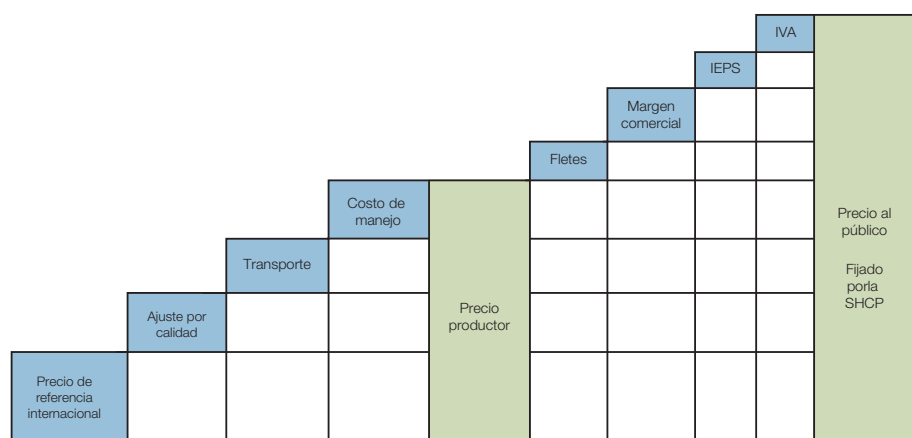 IVA
IEPS
Margen
comercial
Fletes
Costo de
manejo
Transporte
Ajuste por
calidad
Precio de
referencia
internacional
Precio
productor
Precio al
público
Fijado
porla
SHCP